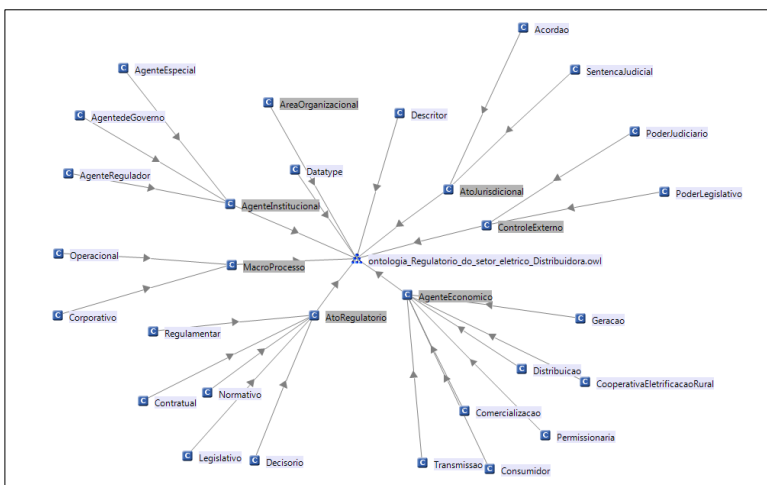 Acordao
AgenteEspecial
SentencaJudicial
AreaOrganizacional
Descritor
AgentedeGoverno
PoderJudiciario
Datatype
AgenteRegulador
AtoJurisdicional
PoderLegislativo
AgenteInstitucional
ControleExterno
Operacional
ontologia_Regulatorio_do_setor_eletrico_Distribuidora.owl
MacroProcesso
AgenteEconomico
Corporativo
AtoRegulatorio
Geracao
Regulamentar
Distribuicao
CooperativaEletrificacaoRural
Normativo
Contratual
Comercializacao
Permissionaria
Legislativo
Decisorio
Transmissao
Consumidor